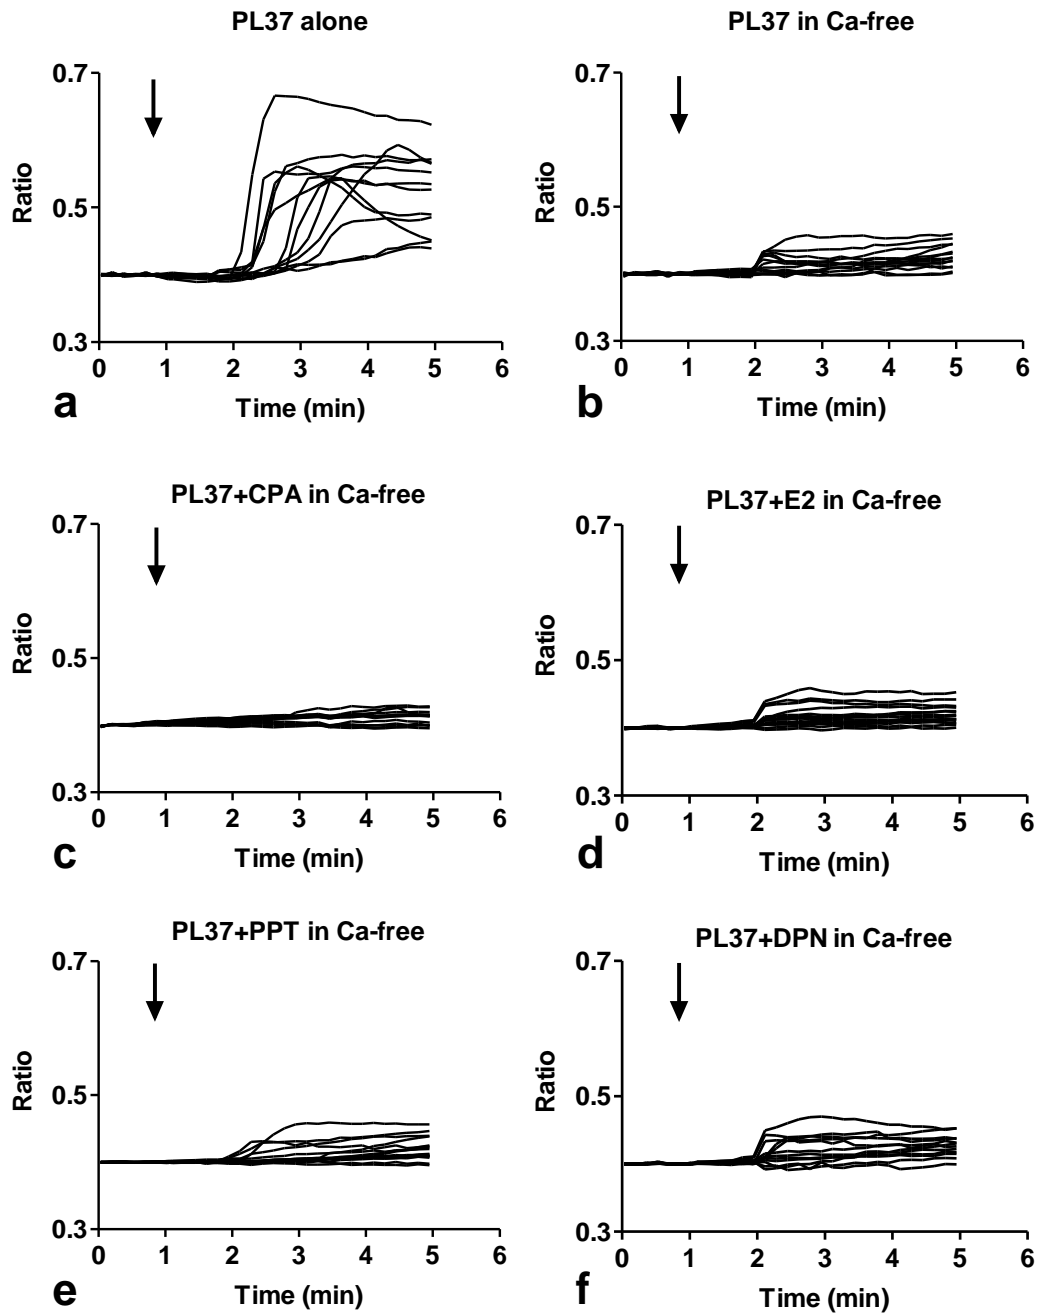 PL37 alone
0.7
0.5
0.3
Ratio
0 1 2 3 4 5 6
Time (min)
a
PL37 in Ca-free
0.7
0.5
0.3
Ratio
0 1 2 3 4 5 6
Time (min)
b
PL37+CPA in Ca-free
0.7
0.5
0.3
Ratio
0 1 2 3 4 5 6
Time (min)
c
PL37+E2 in Ca-free
0.7
0.5
0.3
Ratio
0 1 2 3 4 5 6
Time (min)
d
PL37+PPT in Ca-free
0.7
0.5
0.3
Ratio
0 1 2 3 4 5 6
Time (min)
e
PL37+DPN in Ca-free
0.7
0.5
0.3
Ratio
0 1 2 3 4 5 6
Time (min)
f